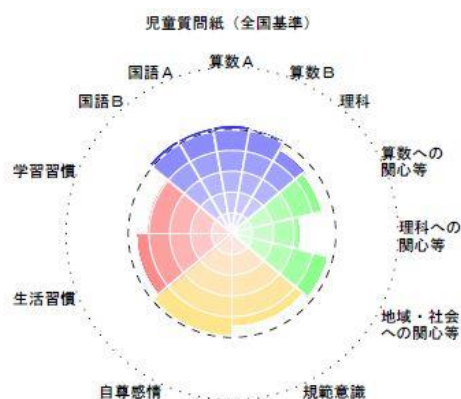 児童質問紙（全国基準）
算数A
算数B
理科
算数への
関心等
理科への
関心等
地域・社会
への関心等
規範意識
自尊感情
生活習慣
学習習慣
国語B
国語A